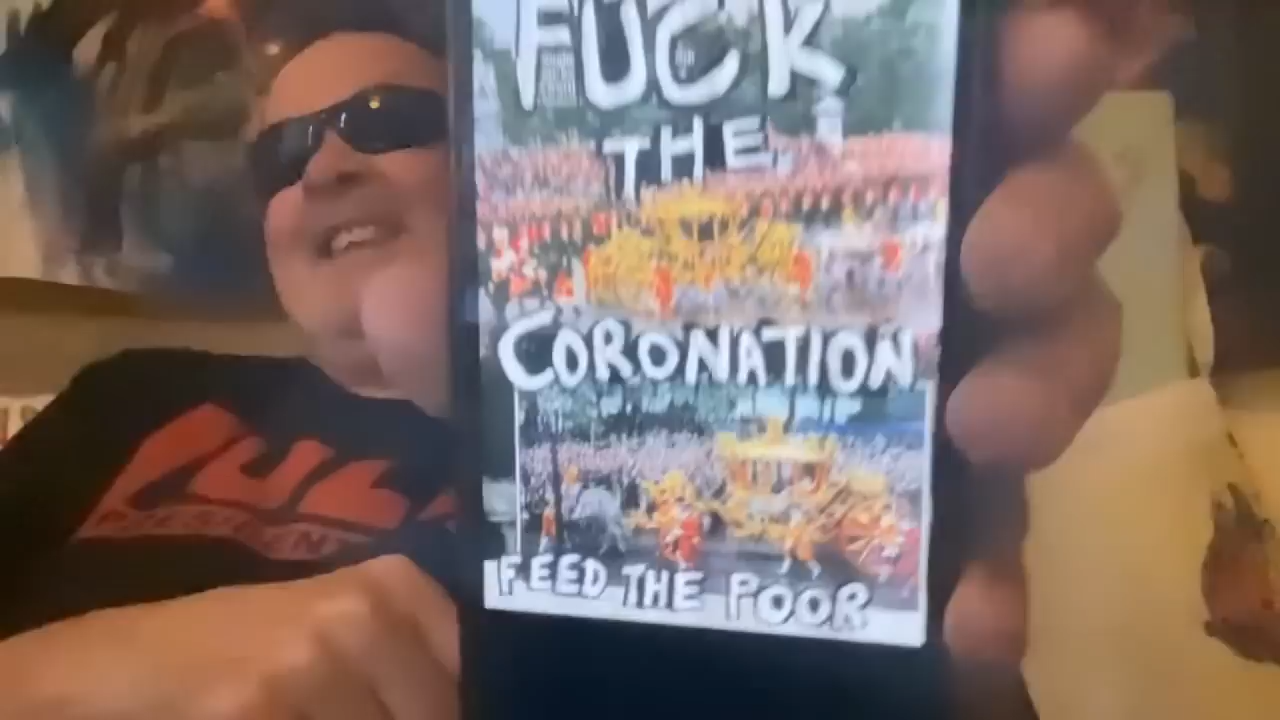 FUCK
THE
CORONATION
FEED THE POOR